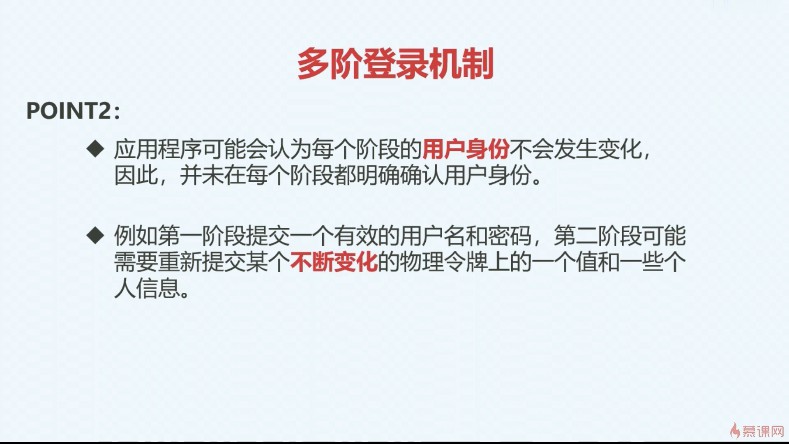 多阶登录机制
POINT2：
◆ 应用程序可能会认为每个阶段的用户身份不会发生变化，
因此，并未在每个阶段都明确确认用户身份。
◆ 例如第一阶段提交一个有效的用户名和密码，第二阶段可能
需要重新提交某个不断变化的物理令牌上的一个值和一些个
人信息。
慕课网